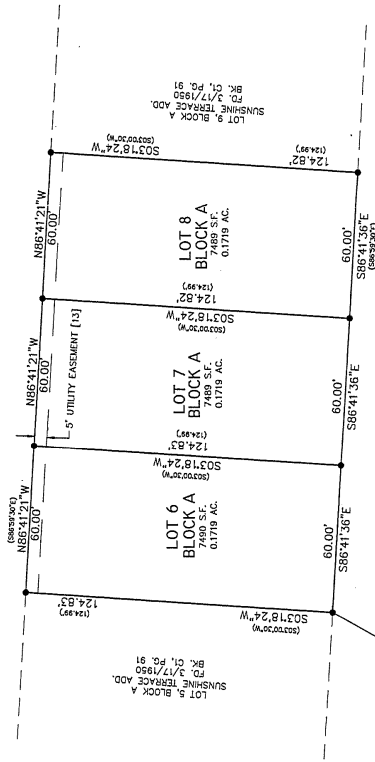 (S86°59'30"E)
N86°41'21"W
60.00'
N86°41'21"W
60.00'
N86°41'21"W
60.00'
5' UTILITY EASEMENT [13]
LOT 5, BLOCK A
SUNSHINE TERRACE ADD.
FD. 3/17/1950
BK. C1, PG. 91
124.83'
(124.99')
S03°18'24"W
(S03°00'30"W)
LOT 6
BLOCK A
7490 S.F.
0.1719 AC.
124.83'
(124.99')
S03°18'24"W
(S03°00'30"W)
LOT 7
BLOCK A
7489 S.F.
0.1719 AC.
124.82'
(124.99')
S03°18'24"W
(S03°00'30"W)
LOT 8
BLOCK A
7489 S.F.
0.1719 AC.
S03°18'24"W
(S03°00'30"W)
124.82'
(124.99')
LOT 9, BLOCK A
SUNSHINE TERRACE ADD.
FD. 3/17/1950
BK. C1, PG. 91
60.00'
S86°41'36"E
60.00'
S86°41'36"E
60.00'
S86°41'36"E
(S86°59'30"E)